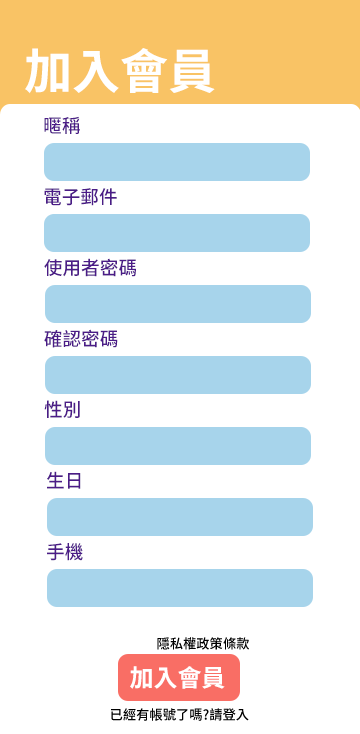 加入會員
暱稱
電子郵件
使用者密碼
確認密碼
性別
生日
手機
隱私權政策條款
加入會員
已經有帳號了嗎?請登入